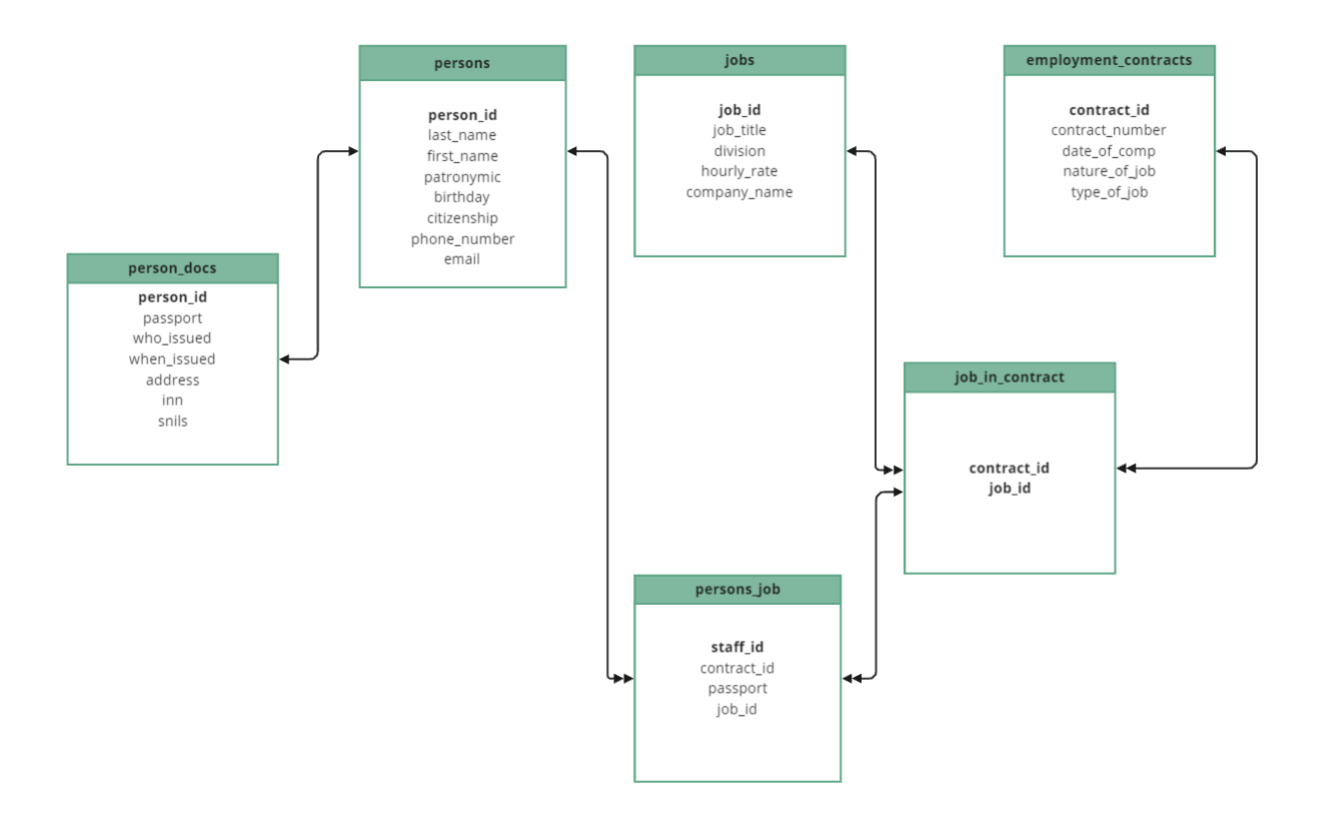 persons
person_id
last_name
first_name
patronymic
birthday
citizenship
phone_number
email
jobs
job_id
job_title
division
hourly_rate
company_name
employment_contracts
contract_id
contract_number
date_of_comp
nature_of_job
type_of_job
person_docs
person_id
passport
who_issued
when_issued
address
inn
snils
job_in_contract
contract_id
job_id
persons_job
staff_id
contract_id
passport
job_id